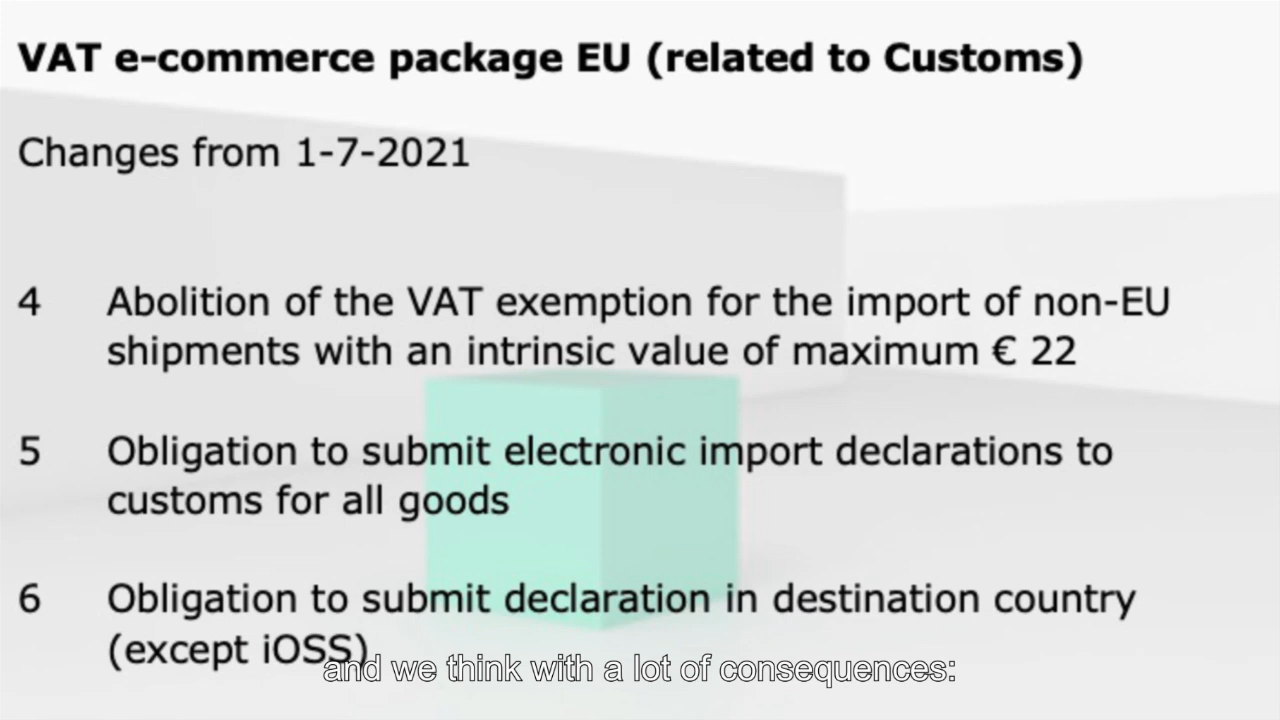 VAT e-commerce package EU (related to Customs)
Changes from 1-7-2021
4 Abolition of the VAT exemption for the import of non-EU
shipments with an intrinsic value of maximum € 22
5 Obligation to submit electronic import declarations to
customs for all goods
6 Obligation to submit declaration in destination country
(except iOSS)
and we think with a lot of consequences: